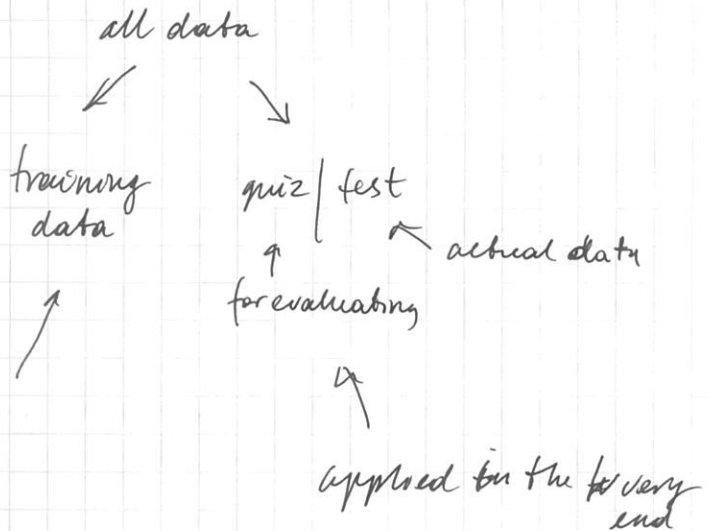 all data
training
data
quiz | test
actual data
for evaluating
applied in the very
end